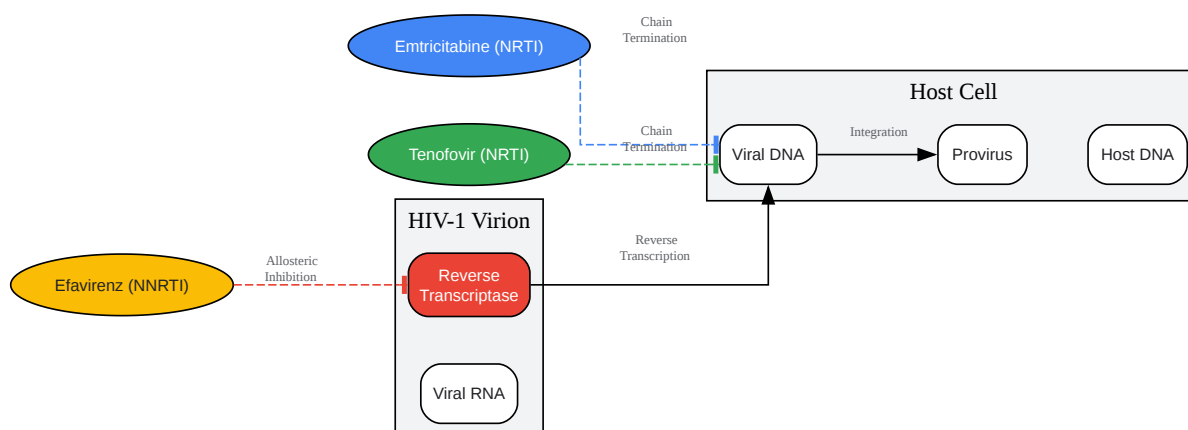 Chain
Termination
Emtricitabine (NRTI)
Host Cell
Chain
Termination
Tenofovir (NRTI)
Viral DNA
Integration
Provirus
Host DNA
HIV-1 Virion
Reverse
Transcription
Allosteric
Inhibition
Efavirenz (NNRTI)
Reverse
Transcriptase
Viral RNA